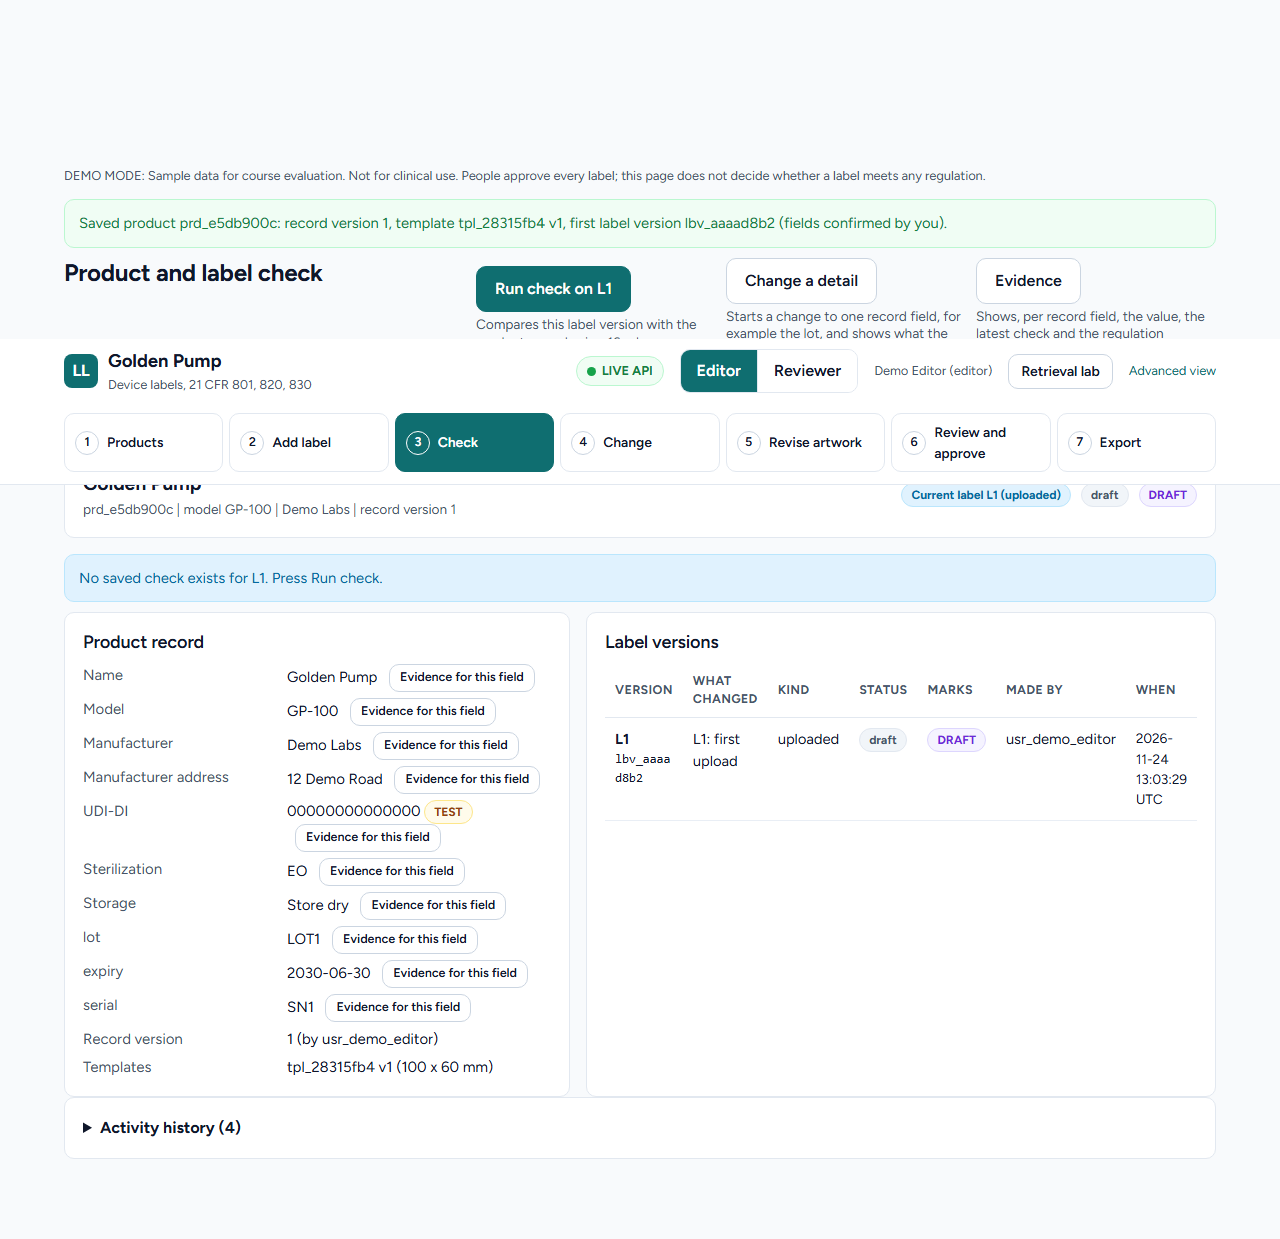 DEMO MODE: Sample data for course evaluation. Not for clinical use. People approve every label; this page does not decide whether a label meets any regulation.
Saved product prd_e5db900c: record version 1, template tpl_28315fb4 v1, first label version lbv_aaaad8b2 (fields confirmed by you).
Product and label check
Run check on L1
Compares this label version with the
Change a detail
Starts a change to one record field, for
example the lot, and shows what the
Evidence
Shows, per record field, the value, the
latest check and the regulation
LL
Golden Pump
Device labels, 21 CFR 801, 820, 830
LIVE API
Editor
Reviewer
Demo Editor (editor)
Retrieval lab
Advanced view
1 Products
2 Add label
3 Check
4 Change
5 Revise artwork
6 Review and
approve
7 Export
Golden Pump
prd_e5db900c | model GP-100 | Demo Labs | record version 1
Current label L1 (uploaded)
draft
DRAFT
No saved check exists for L1. Press Run check.
Product record
Name Golden Pump Evidence for this field
Model GP-100 Evidence for this field
Manufacturer Demo Labs Evidence for this field
Manufacturer address 12 Demo Road Evidence for this field
UDI-DI 00000000000000 TEST
Evidence for this field
Sterilization EO Evidence for this field
Storage Store dry Evidence for this field
lot LOT1 Evidence for this field
expiry 2030-06-30 Evidence for this field
serial SN1 Evidence for this field
Record version 1 (by usr_demo_editor)
Templates tpl_28315fb4 v1 (100 x 60 mm)
Label versions
VERSION WHAT CHANGED KIND STATUS MARKS MADE BY WHEN
L1 L1: first uploaded draft DRAFT usr_demo_editor 2026-
lbv_aaaa upload 11-24
d8b2 13:03:29
UTC
Activity history (4)